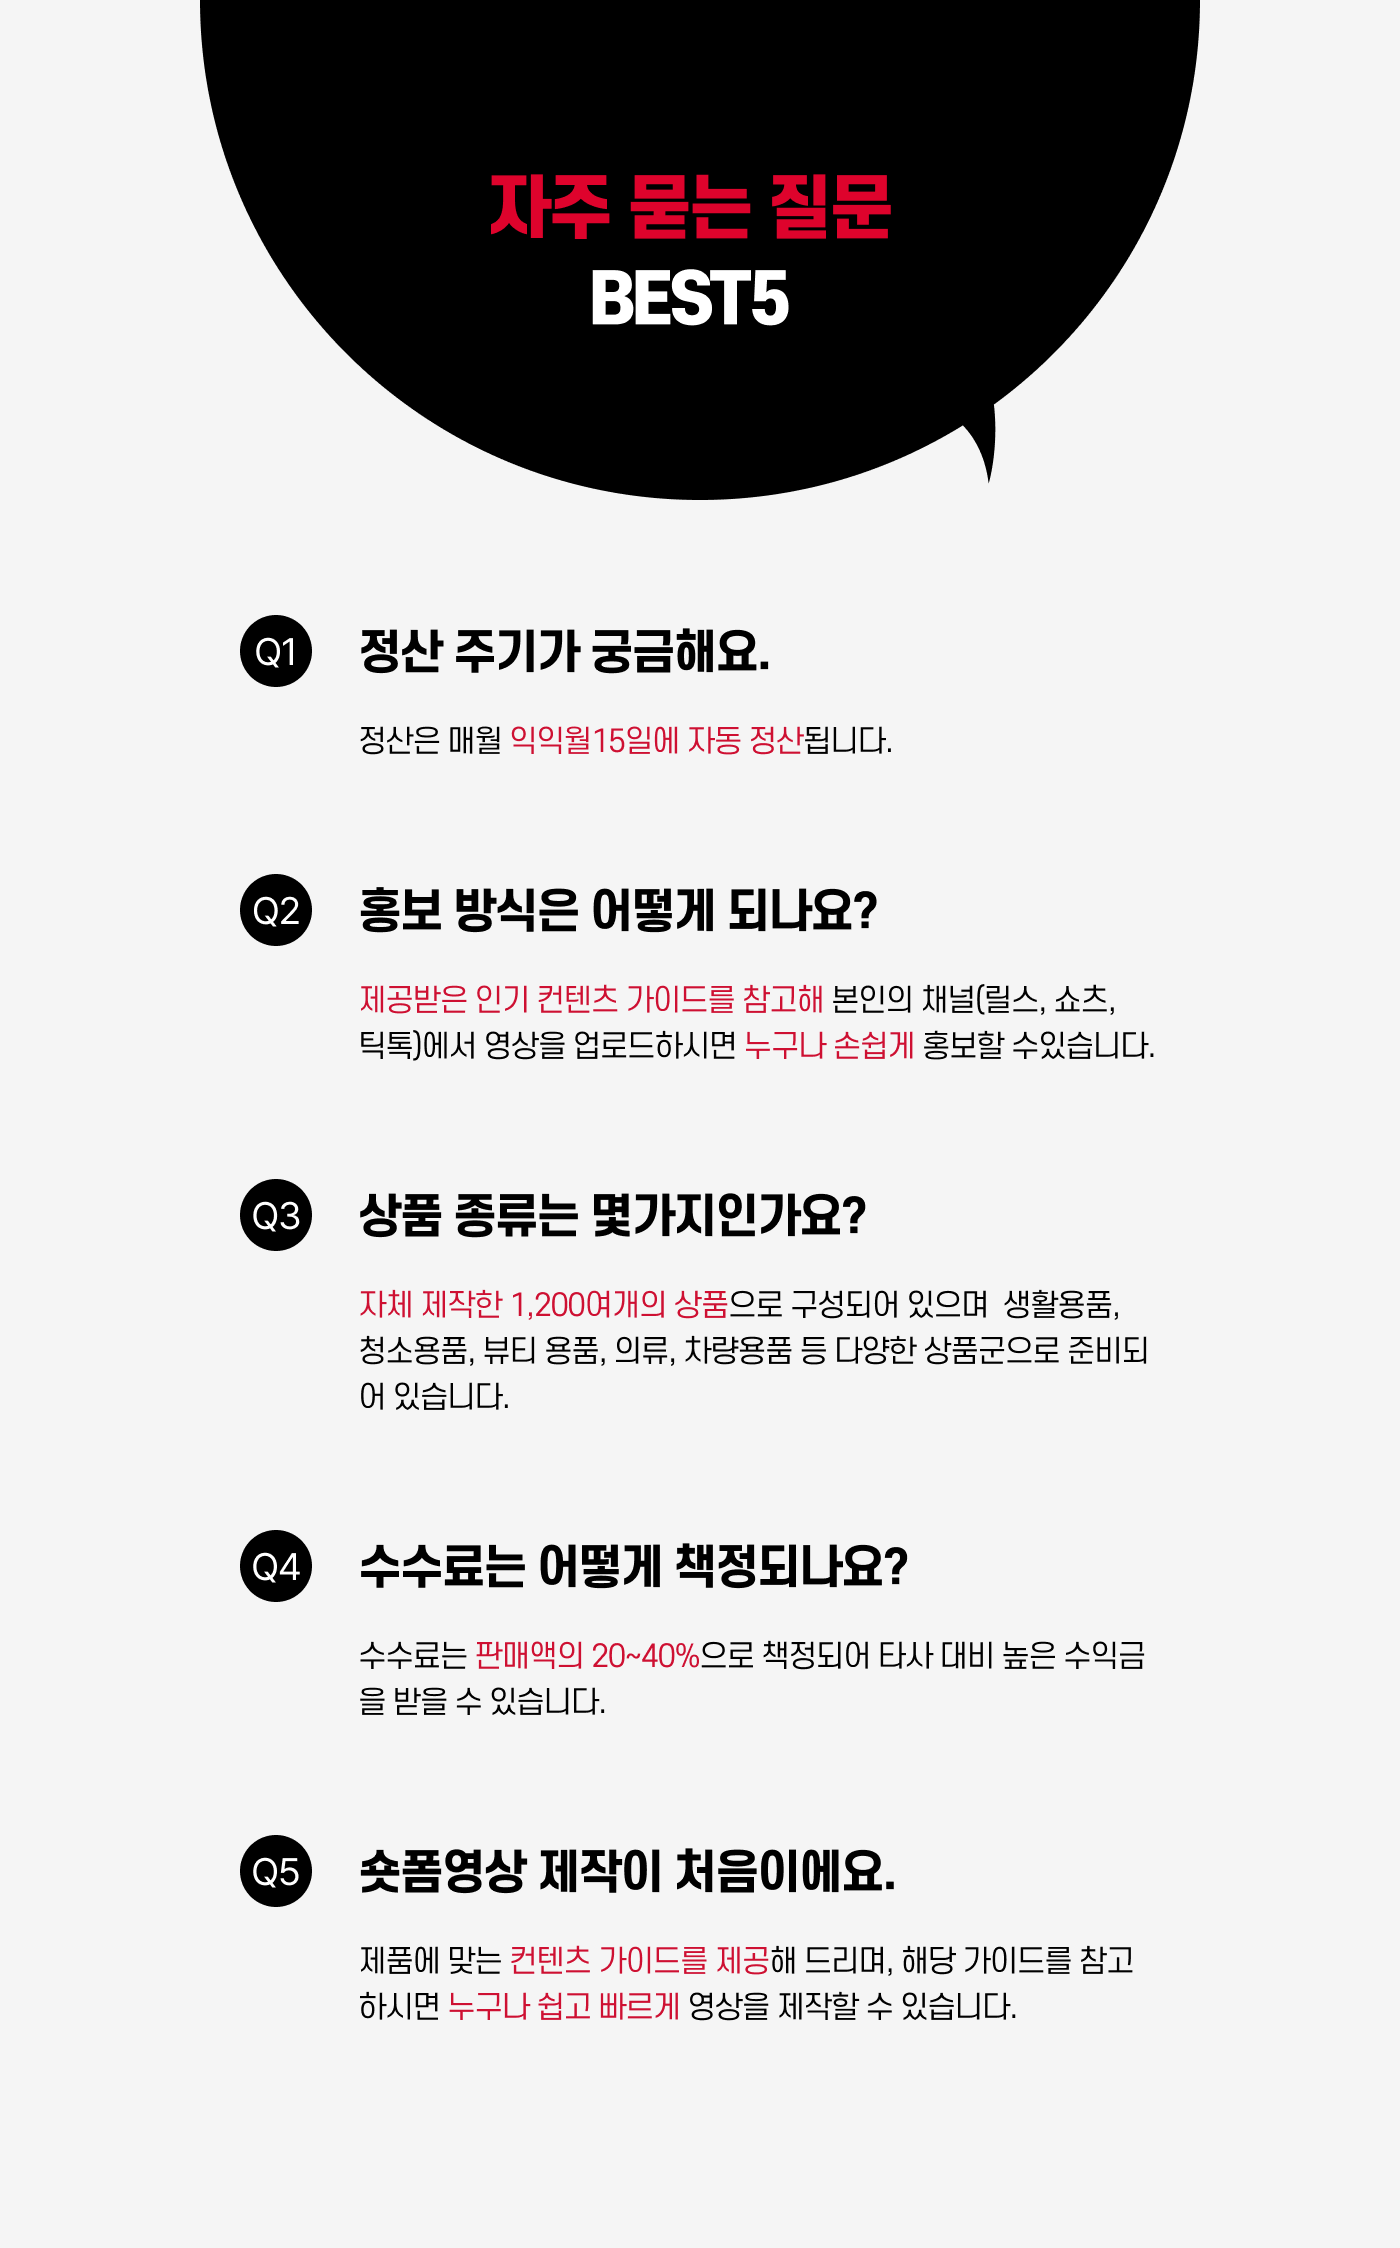 자주 묻는 질문
BEST5
Q1 정산 주기가 궁금해요.
정산은 매월 익익월15일에 자동 정산됩니다.
Q2 홍보 방식은 어떻게 되나요?
제공받은 인기 컨텐츠 가이드를 참고해 본인의 채널(릴스, 쇼츠,
틱톡)에서 영상을 업로드하시면 누구나 손쉽게 홍보할 수있습니다.
Q3 상품 종류는 몇가지인가요?
자체 제작한 1,200여개의 상품으로 구성되어 있으며 생활용품,
청소용품, 뷰티 용품, 의류, 차량용품 등 다양한 상품군으로 준비되
어 있습니다.
Q4 수수료는 어떻게 책정되나요?
수수료는 판매액의 20~40%으로 책정되어 타사 대비 높은 수익금
을 받을 수 있습니다.
Q5 숏폼영상 제작이 처음이에요.
제품에 맞는 컨텐츠 가이드를 제공해 드리며, 해당 가이드를 참고
하시면 누구나 쉽고 빠르게 영상을 제작할 수 있습니다.